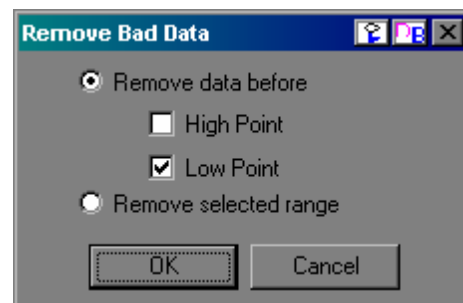 Remove Bad Data
Remove data before
High Point
Low Point
Remove selected range
OK Cancel